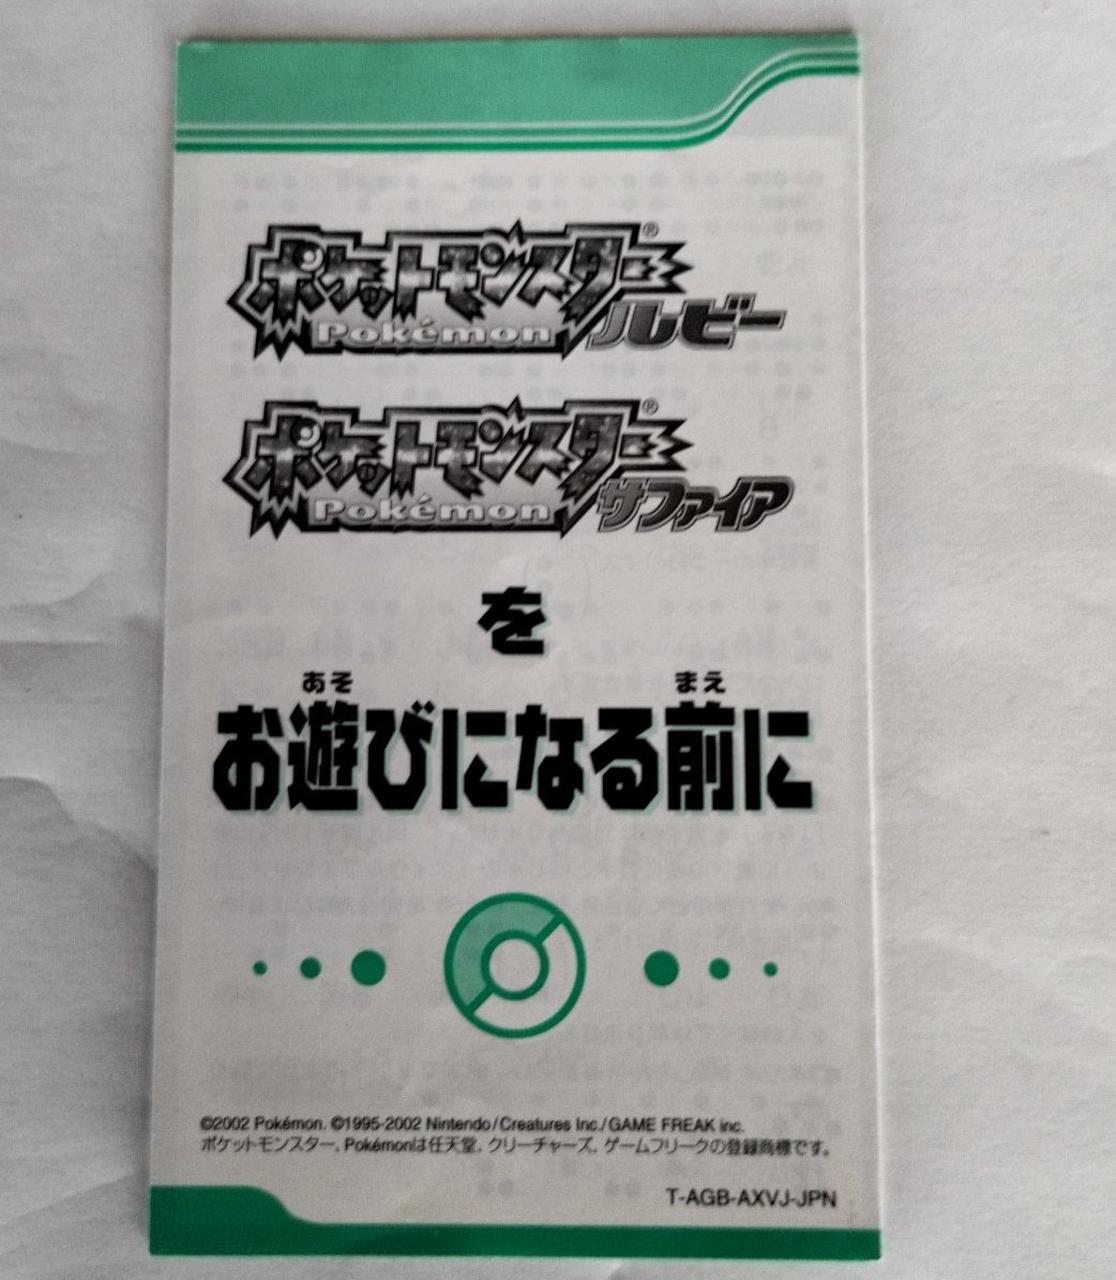 ポケットモンスター®
Pokémon ルビー
ポケットモンスター®
Pokémon サファイア
を
あそ まえ
お遊びになる前に
©2002 Pokémon. ©1995-2002 Nintendo/Creatures Inc./GAME FREAK inc.
ポケットモンスター、Pokémonは任天堂、クリーチャーズ、ゲームフリークの登録商標です。
T-AGB-AXVJ-JPN